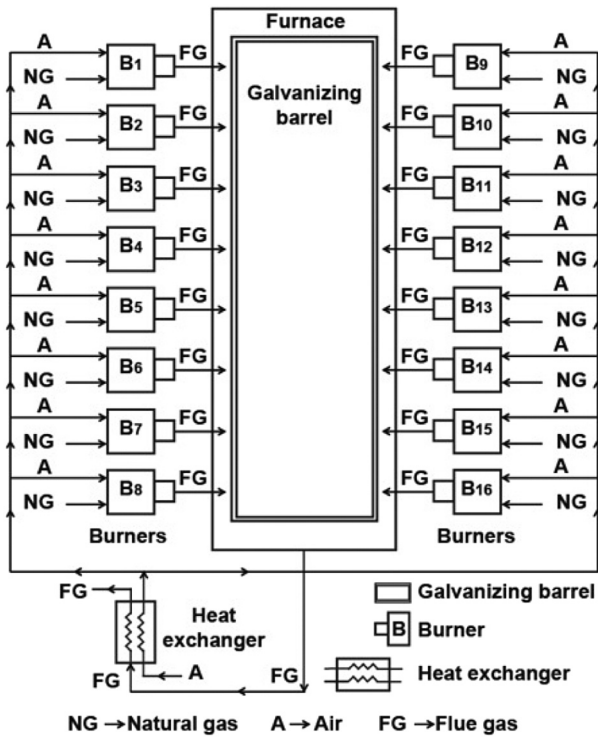 Furnace
Galvanizing
barrel
A
NG
B1
FG
A
NG
B2
FG
A
NG
B3
FG
A
NG
B4
FG
A
NG
B5
FG
A
NG
B6
FG
A
NG
B7
FG
A
NG
B8
FG
Burners
FG
B9
A
NG
FG
B10
A
NG
FG
B11
A
NG
FG
B12
A
NG
FG
B13
A
NG
FG
B14
A
NG
FG
B15
A
NG
FG
B16
A
NG
Burners
FG
Heat
exchanger
FG
A
FG
Galvanizing barrel
B Burner
Heat exchanger
NG →Natural gas A→Air FG→Flue gas